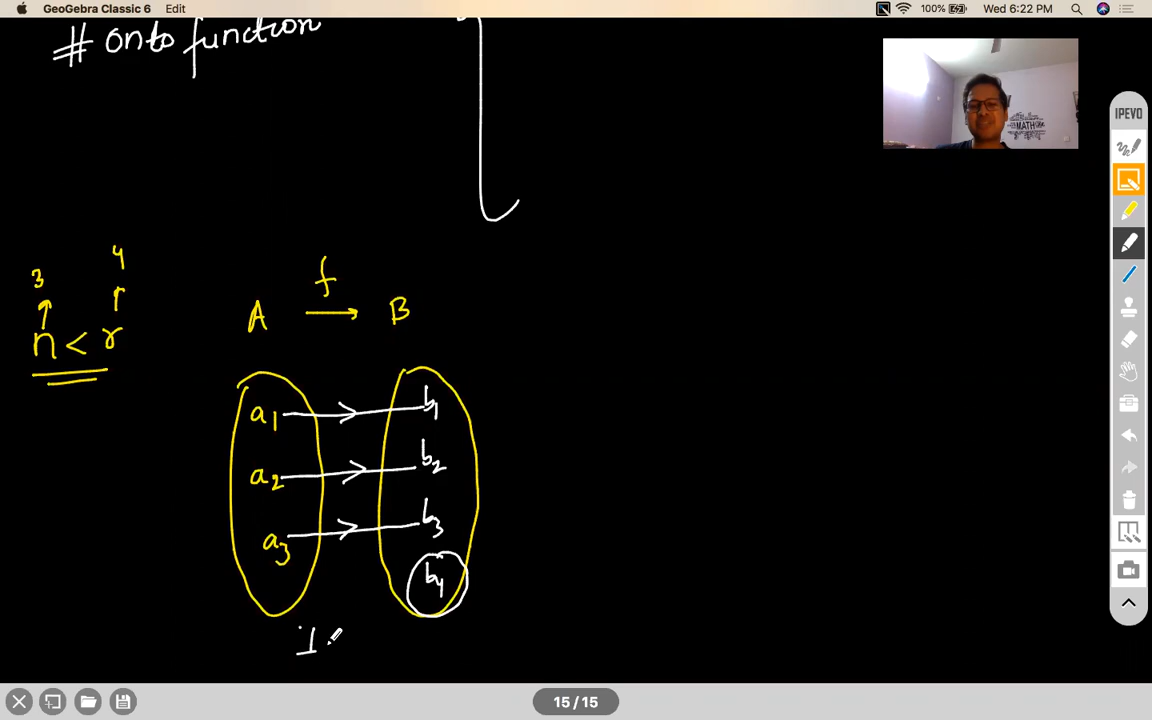 GeoGebra Classic 6 Edit 100% Wed 6:22 PM
# onto function
MATH
IPEVO
3 4
n < r
f
A → B
a1 b1
a2 b2
a3 b3
b4
I
15 / 15